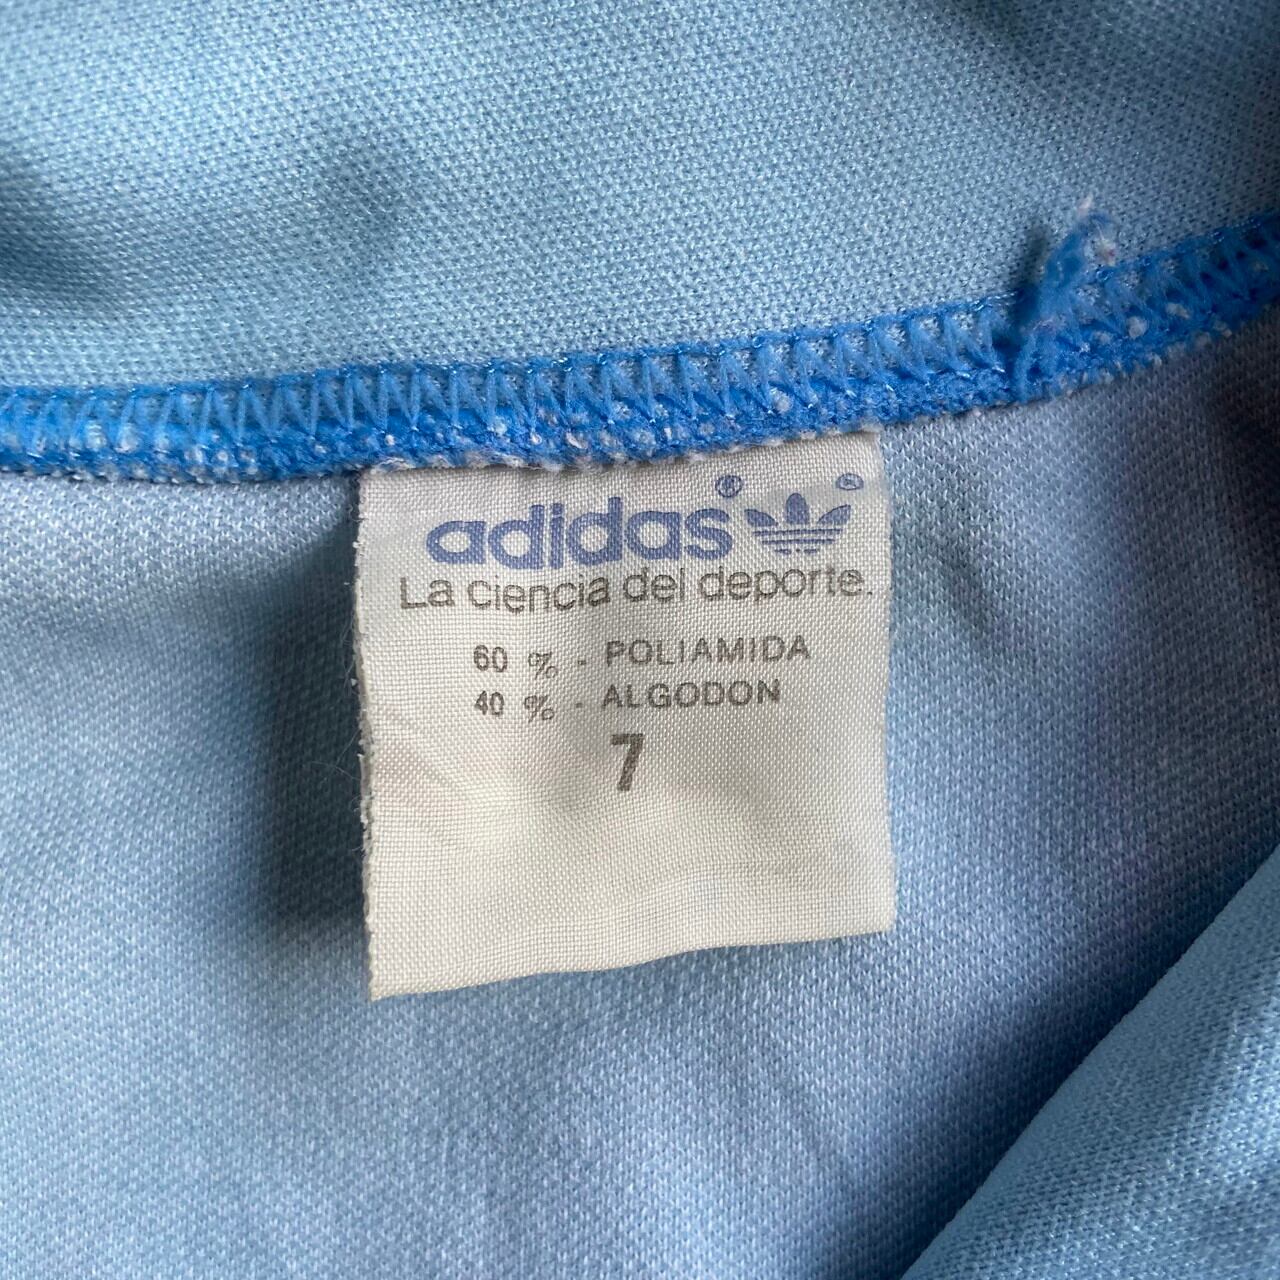 adidas®
La ciencia del deporte.
60 % - POLIAMIDA
40 % - ALGODON
7